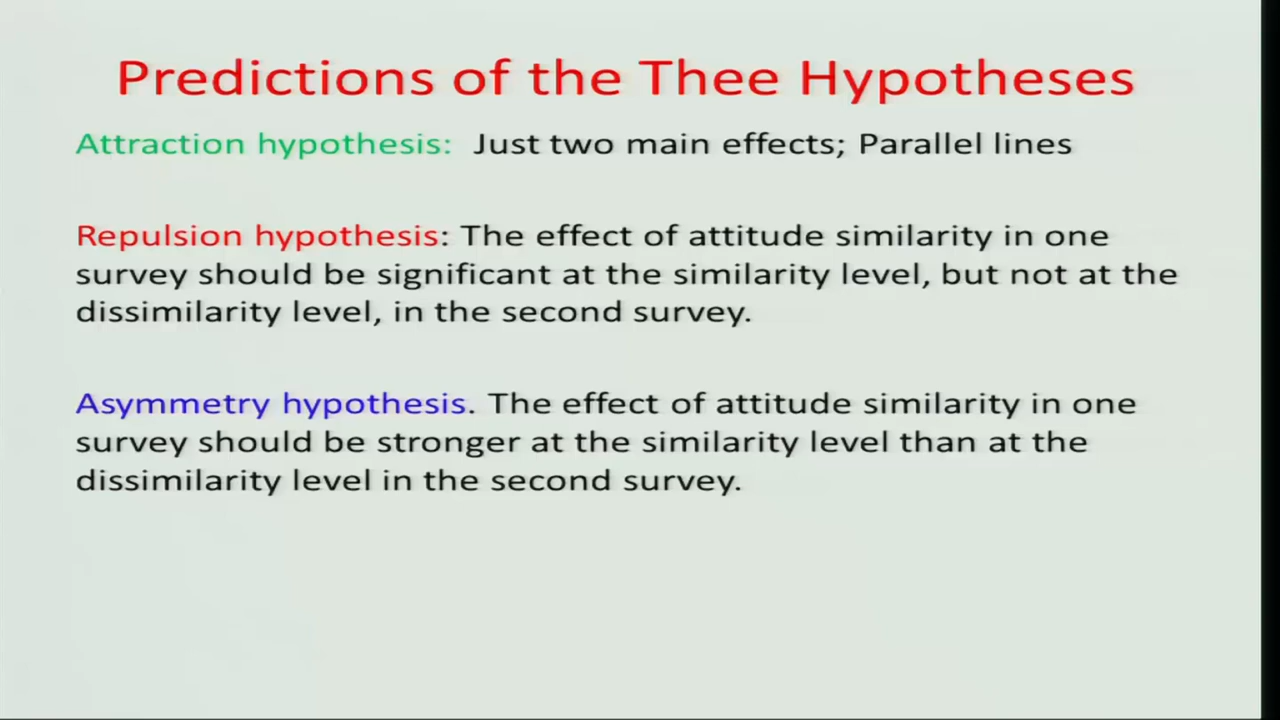 Predictions of the Thee Hypotheses
Attraction hypothesis: Just two main effects; Parallel lines
Repulsion hypothesis: The effect of attitude similarity in one
survey should be significant at the similarity level, but not at the
dissimilarity level, in the second survey.
Asymmetry hypothesis. The effect of attitude similarity in one
survey should be stronger at the similarity level than at the
dissimilarity level in the second survey.